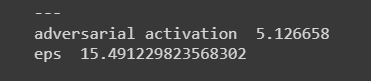 ---
adversarial activation  5.126658
eps  15.491229823568302